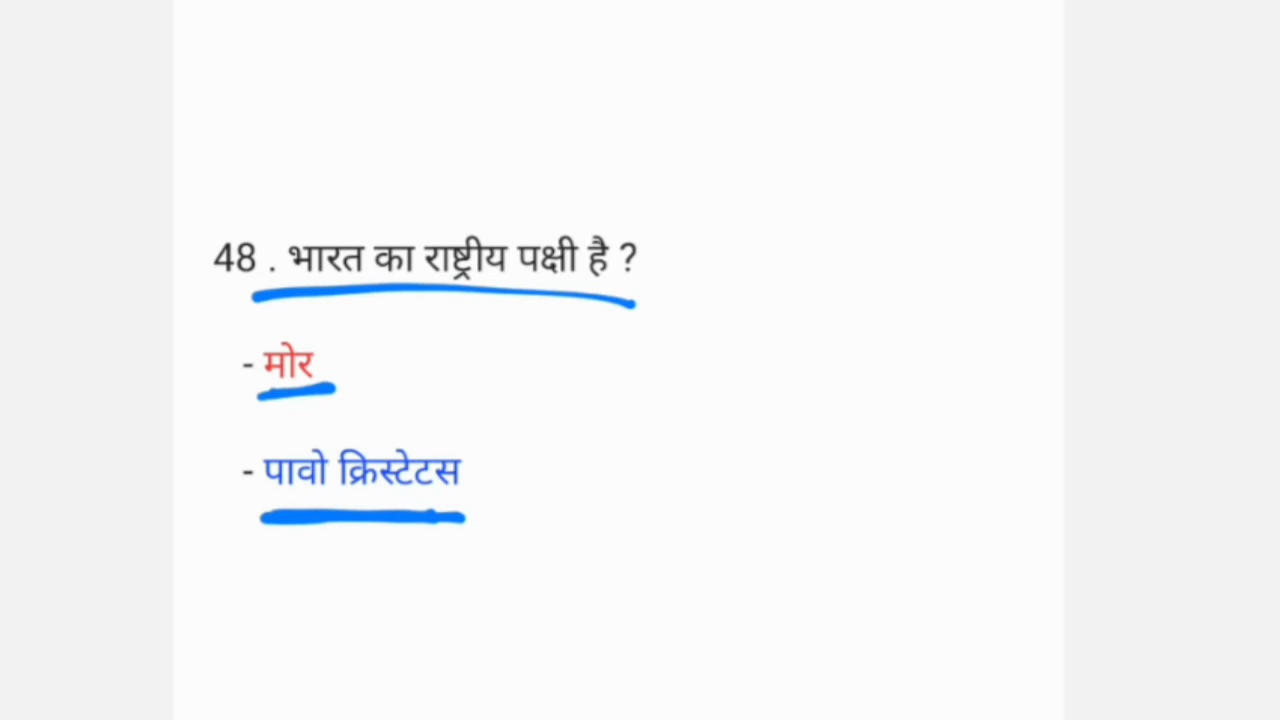 48 . भारत का राष्ट्रीय पक्षी है ?
- मोर
- पावो क्रिस्टेटस